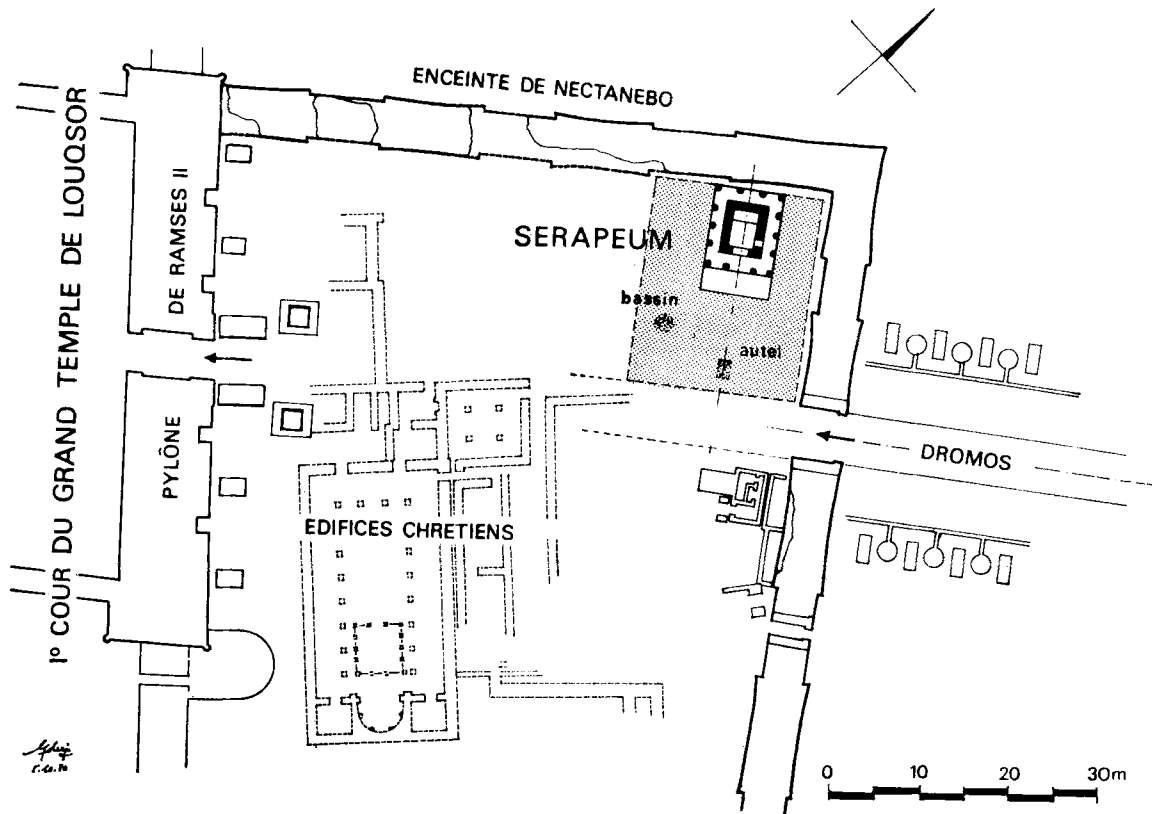 ENCEINTE DE NECTANEBO
1º COUR DU GRAND TEMPLE DE LOUQSOR
PYLÔNE DE RAMSES II
SERAPEUM
bassin
autel
DROMOS
EDIFICES CHRETIENS
0 10 20 30m